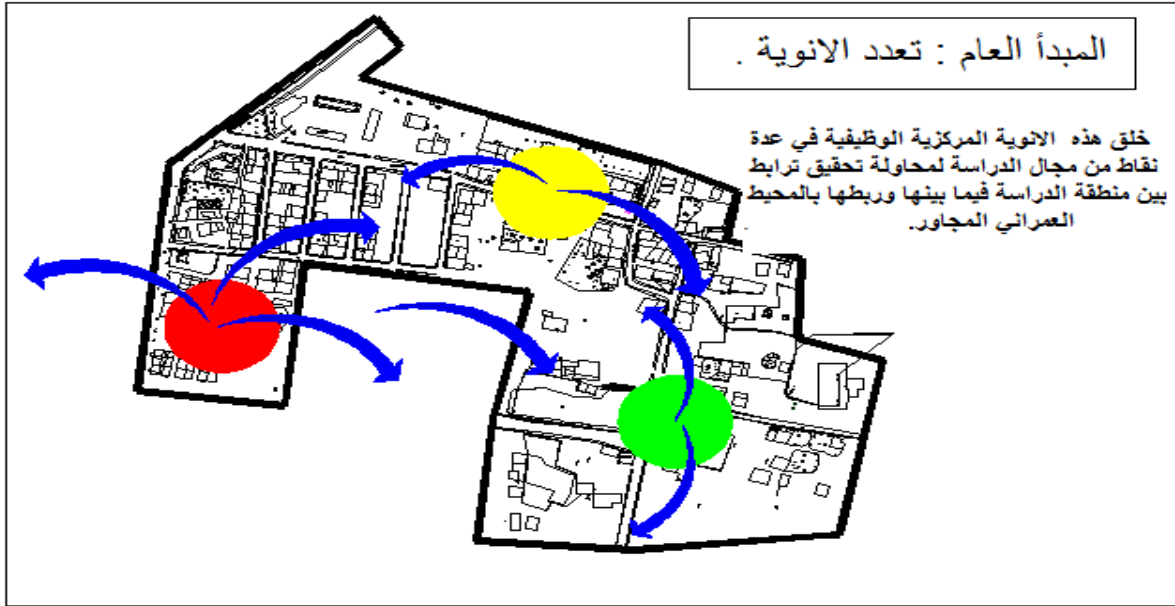 المبدأ العام : تعدد الانوية .
خلق هذه الانوية المركزية الوظيفية في عدة
نقاط من مجال الدراسة لمحاولة تحقيق ترابط
بين منطقة الدراسة فيما بينها وربطها بالمحيط
العمراني المجاور.